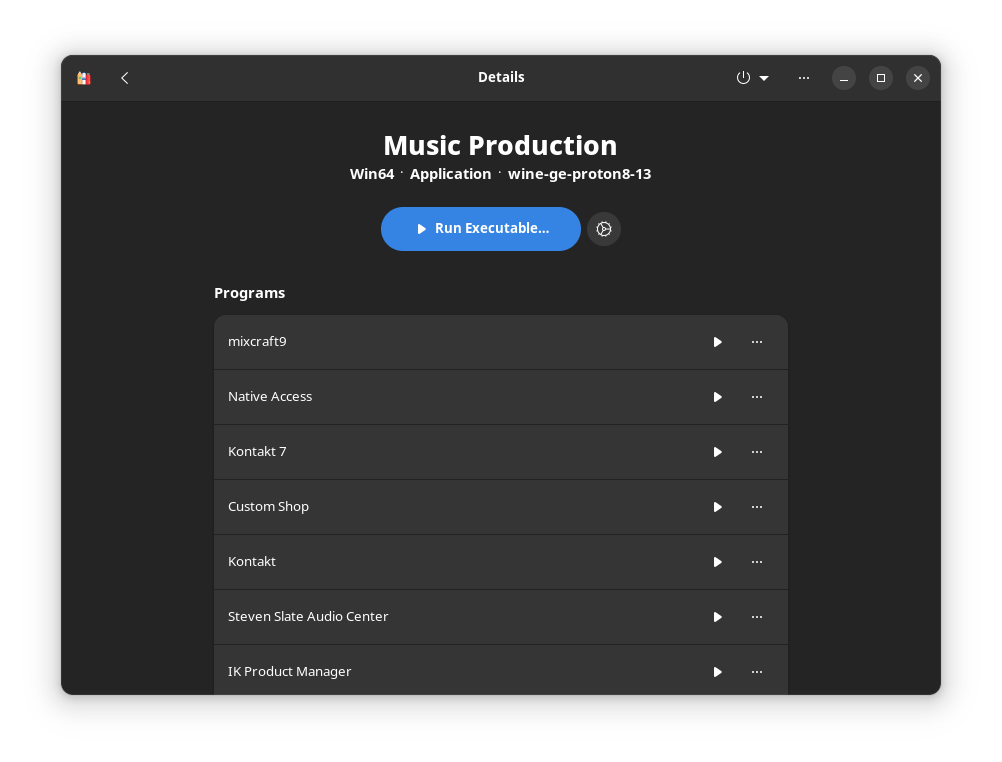 Details
Music Production
Win64 · Application · wine-ge-proton8-13
Run Executable...
Programs
mixcraft9
Native Access
Kontakt 7
Custom Shop
Kontakt
Steven Slate Audio Center
IK Product Manager